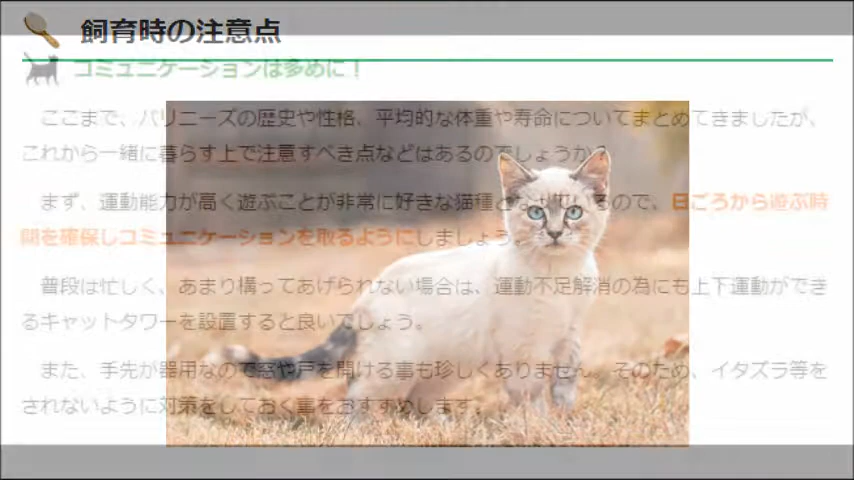 飼育時の注意点
コミュニケーションは多めに！
ここまで、バリニーズの歴史や性格、平均的な体重や寿命についてまとめてきましたが、
これから一緒に暮らす上で注意すべき点などはあるのでしょうか。
まず、運動能力が高く遊ぶことが非常に好きな猫種となっているので、日ごろから遊ぶ時
間を確保しコミュニケーションを取るようにしましょう。
普段は忙しく、あまり構ってあげられない場合は、運動不足解消の為にも上下運動ができ
るキャットタワーを設置すると良いでしょう。
また、手先が器用なので窓や戸を開ける事も珍しくありません。そのため、イタズラ等を
されないように対策をしておく事をおすすめします。